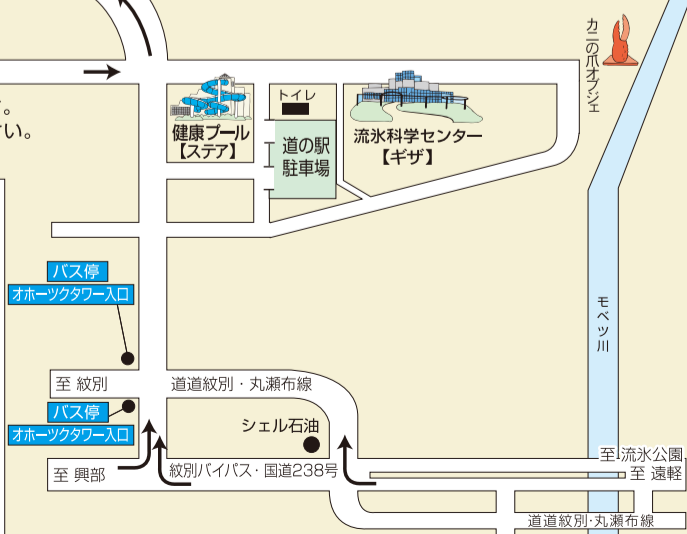 カニの爪オブジェ
。
い。
トイレ
健康プール
【ステア】
道の駅
駐車場
流氷科学センター
【ギザ】
バス停
オホーツクタワー入口
モベツ川
至 紋別
道道紋別・丸瀬布線
バス停
オホーツクタワー入口
シェル石油
至 流氷公園
至 興部
紋別バイパス・国道238号
至 遠軽
道道紋別・丸瀬布線